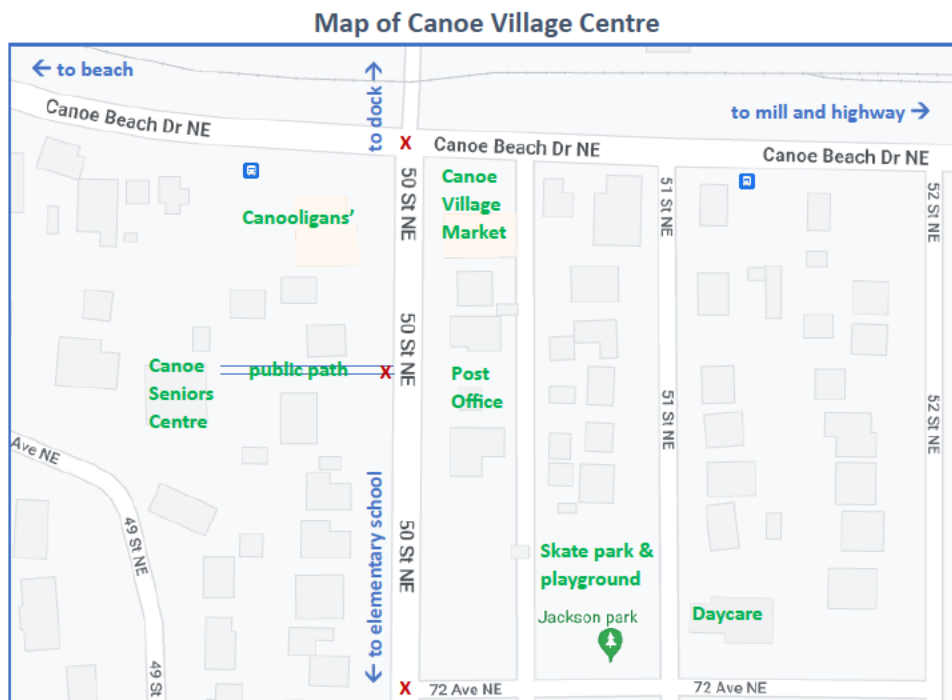 Map of Canoe Village Centre
← to beach
to dock →
to mill and highway →
Canoe Beach Dr NE
X
Canoe Beach Dr NE
Canoe Beach Dr NE
Canooligans'
50 St NE
Canoe
Village
Market
51 St NE
52 St NE
50 St NE
Canoe
Seniors
Centre
public path
X
Post
Office
51 St NE
52 St NE
Ave NE
49 St NE
← to elementary school
50 St NE
Skate park &
playground
Jackson park
Daycare
49 St
X
72 Ave NE
72 Ave NE